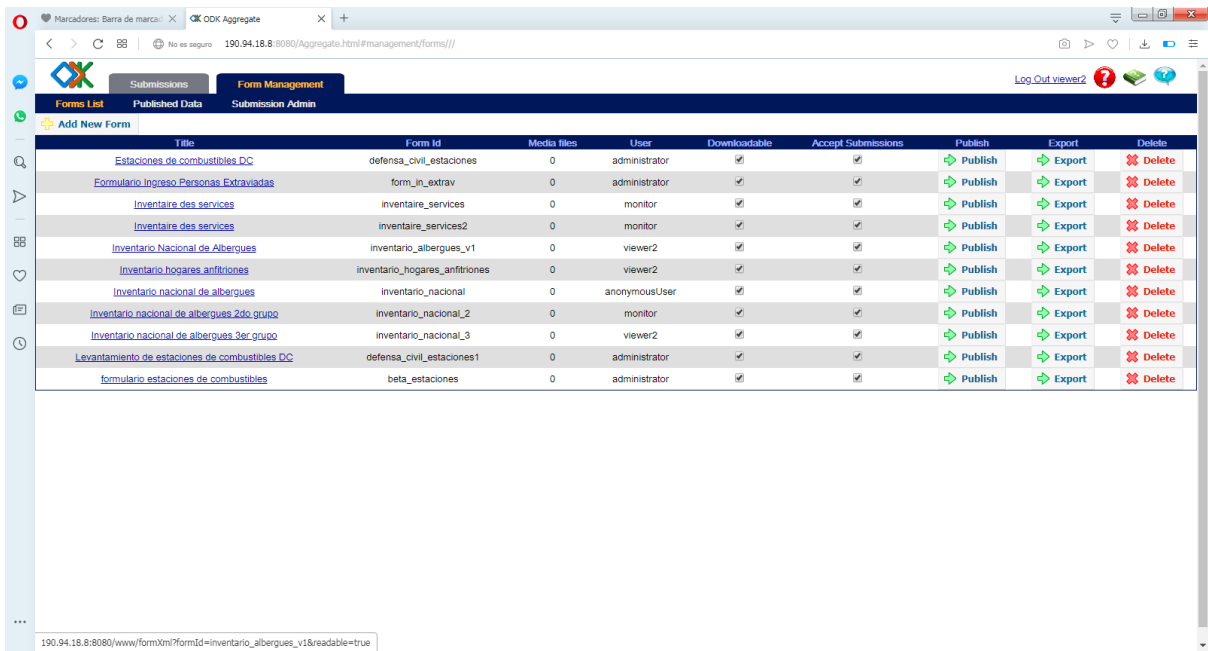 Marcadores: Barra de marcad
ODK Aggregate
No es seguro 190.94.18.8:8080/Aggregate.html#management/forms///
Submissions Form Management Log Out viewer2
Forms List Published Data Submission Admin
Add New Form
Title Form Id Media files User Downloadable Accept Submissions Publish Export Delete
Estaciones de combustibles DC defensa_civil_estaciones 0 administrator Publish Export Delete
Formulario Ingreso Personas Extraviadas form_in_extrav 0 administrator Publish Export Delete
Inventaire des services inventaire_services 0 monitor Publish Export Delete
Inventaire des services inventaire_services2 0 monitor Publish Export Delete
Inventario Nacional de Albergues inventario_albergues_v1 0 viewer2 Publish Export Delete
Inventario hogares anfitriones inventario_hogares_anfitriones 0 viewer2 Publish Export Delete
Inventario nacional de albergues inventario_nacional 0 anonymousUser Publish Export Delete
Inventario nacional de albergues 2do grupo inventario_nacional_2 0 monitor Publish Export Delete
Inventario nacional de albergues 3er grupo inventario_nacional_3 0 viewer2 Publish Export Delete
Levantamiento de estaciones de combustibles DC defensa_civil_estaciones1 0 administrator Publish Export Delete
formulario estaciones de combustibles beta_estaciones 0 administrator Publish Export Delete
190.94.18.8:8080/www/formXml?formId=inventario_albergues_v1&readable=true